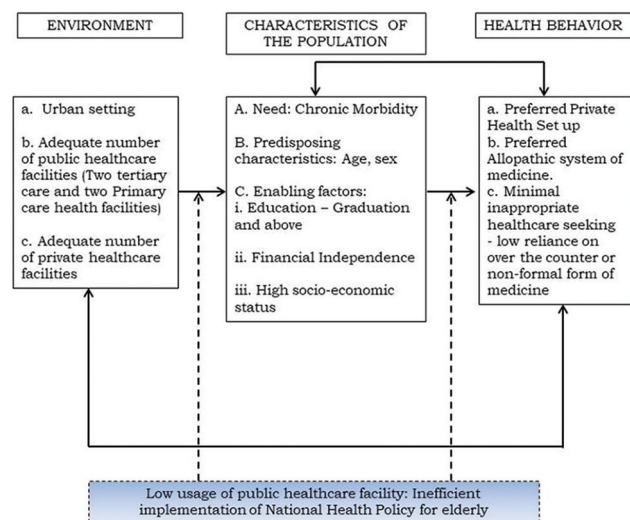 ENVIRONMENT
CHARACTERISTICS OF
THE POPULATION
HEALTH BEHAVIOR
a. Urban setting
b. Adequate number
of public healthcare
facilities (Two tertiary
care and two Primary
care health facilities)
c. Adequate number
of private healthcare
facilities
A. Need: Chronic Morbidity
B. Predisposing
characteristics: Age, sex
C. Enabling factors:
i. Education – Graduation
and above
ii. Financial Independence
iii. High socio-economic
status
a. Preferred Private
Health Set up
b. Preferred
Allopathic system of
medicine.
c. Minimal
inappropriate
healthcare seeking
- low reliance on
over the counter or
non-formal form of
medicine
Low usage of public healthcare facility: Inefficient
implementation of National Health Policy for elderly